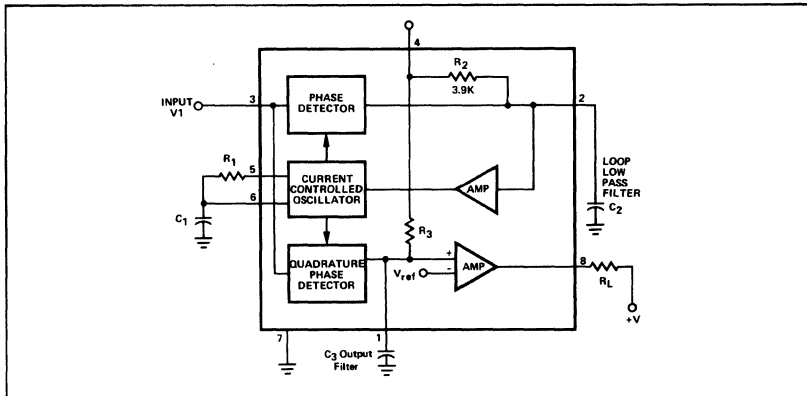 4
R2
3.9K
INPUT
V1
3
PHASE
DETECTOR
2
R1
5
6
C1
CURRENT
CONTROLLED
OSCILLATOR
AMP
LOOP
LOW
PASS
FILTER
C2
R3
QUADRATURE
PHASE
DETECTOR
+
Vref
-
AMP
8
RL
+V
7
1
C3 Output
Filter